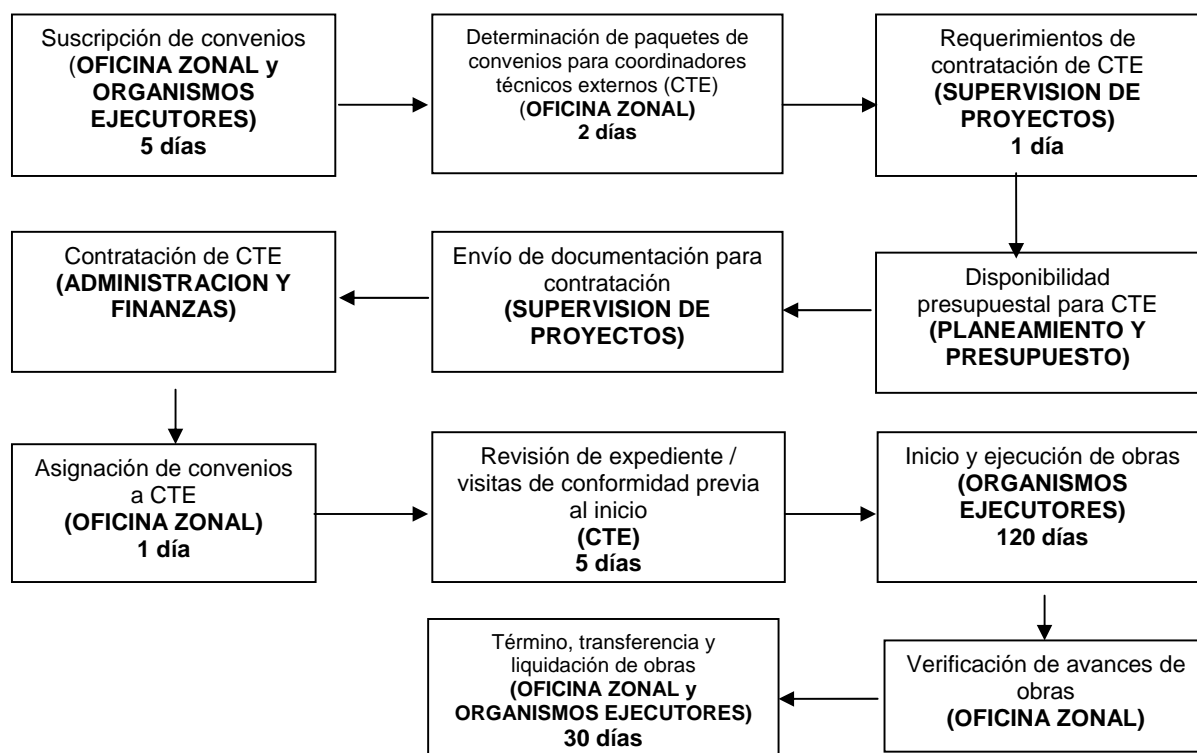 Suscripción de convenios
(OFICINA ZONAL y
ORGANISMOS
EJECUTORES)
5 días
Determinación de paquetes de
convenios para coordinadores
técnicos externos (CTE)
(OFICINA ZONAL)
2 días
Requerimientos de
contratación de CTE
(SUPERVISION DE
PROYECTOS)
1 día
Disponibilidad
presupuestal para CTE
(PLANEAMIENTO Y
PRESUPUESTO)
Envío de documentación para
contratación
(SUPERVISION DE
PROYECTOS)
Contratación de CTE
(ADMINISTRACION Y
FINANZAS)
Asignación de convenios
a CTE
(OFICINA ZONAL)
1 día
Revisión de expediente /
visitas de conformidad previa
al inicio
(CTE)
5 días
Inicio y ejecución de obras
(ORGANISMOS
EJECUTORES)
120 días
Verificación de avances de
obras
(OFICINA ZONAL)
Término, transferencia y
liquidación de obras
(OFICINA ZONAL y
ORGANISMOS EJECUTORES)
30 días